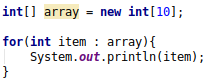 int[] array = new int[10];
for(int item : array){
System.out.println(item);
}